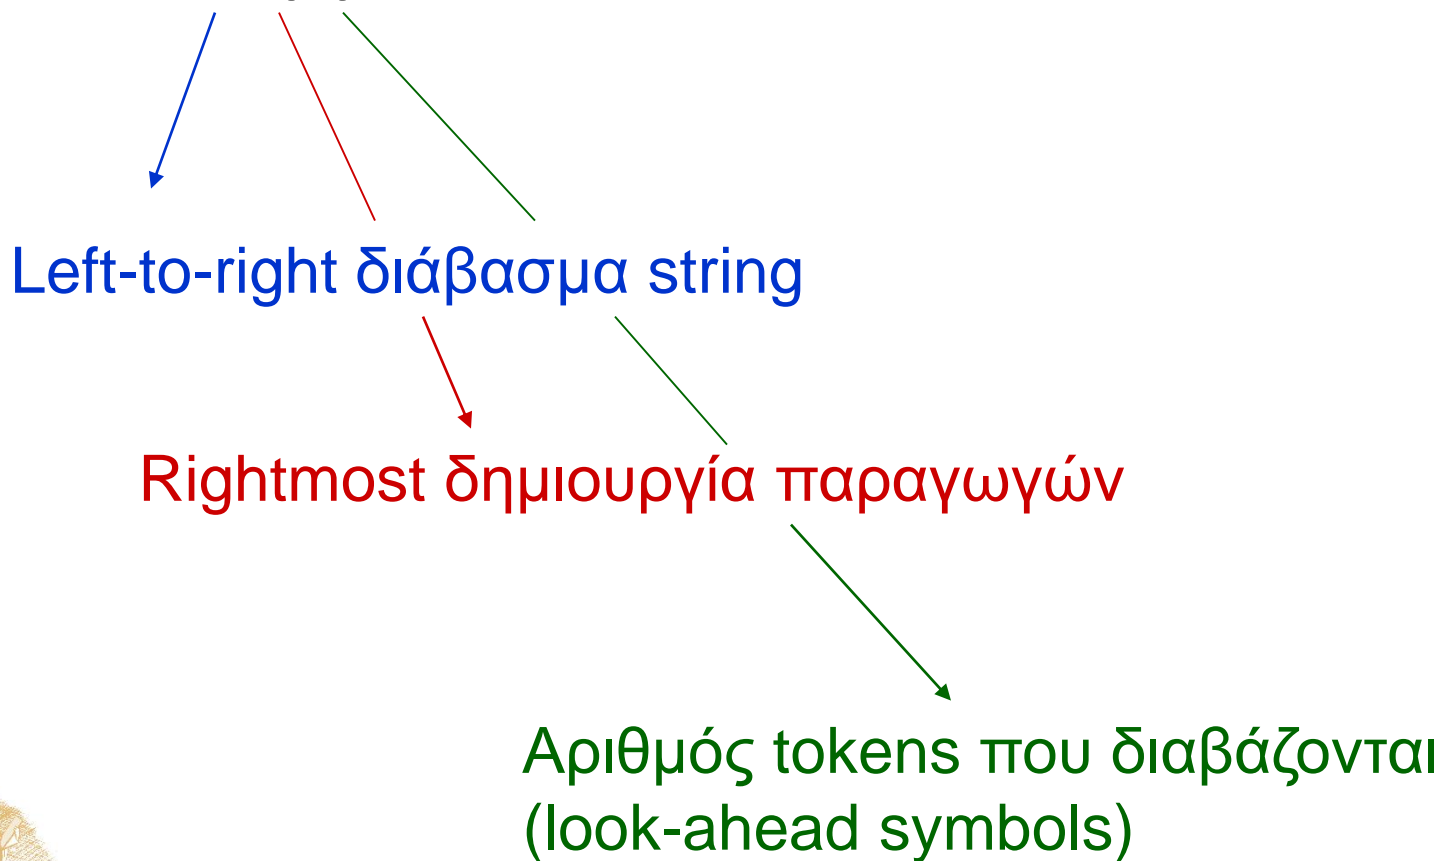 Left-to-right διάβασμα string
Rightmost δημιουργία παραγωγών
Αριθμός tokens που διαβάζονται
(look-ahead symbols)